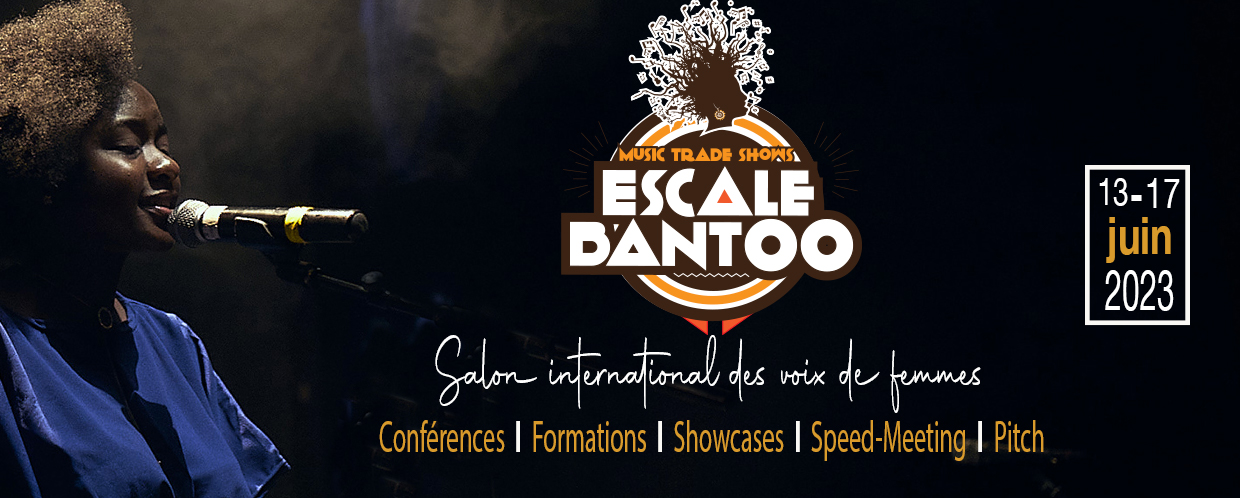 MUSIC TRADE SHOWS
ESCALE
B'ANTOO
13-17
juin
2023
Salon international des voix de femmes
Conférences | Formations | Showcases | Speed-Meeting | Pitch